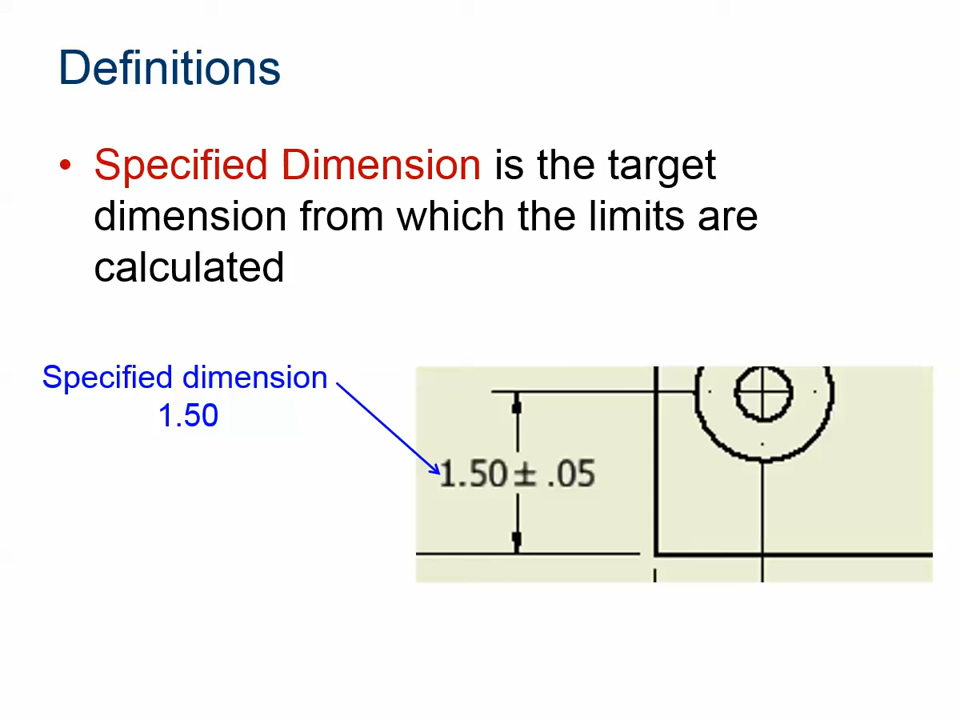 Definitions
• Specified Dimension is the target
dimension from which the limits are
calculated
Specified dimension
1.50
1.50 ± .05